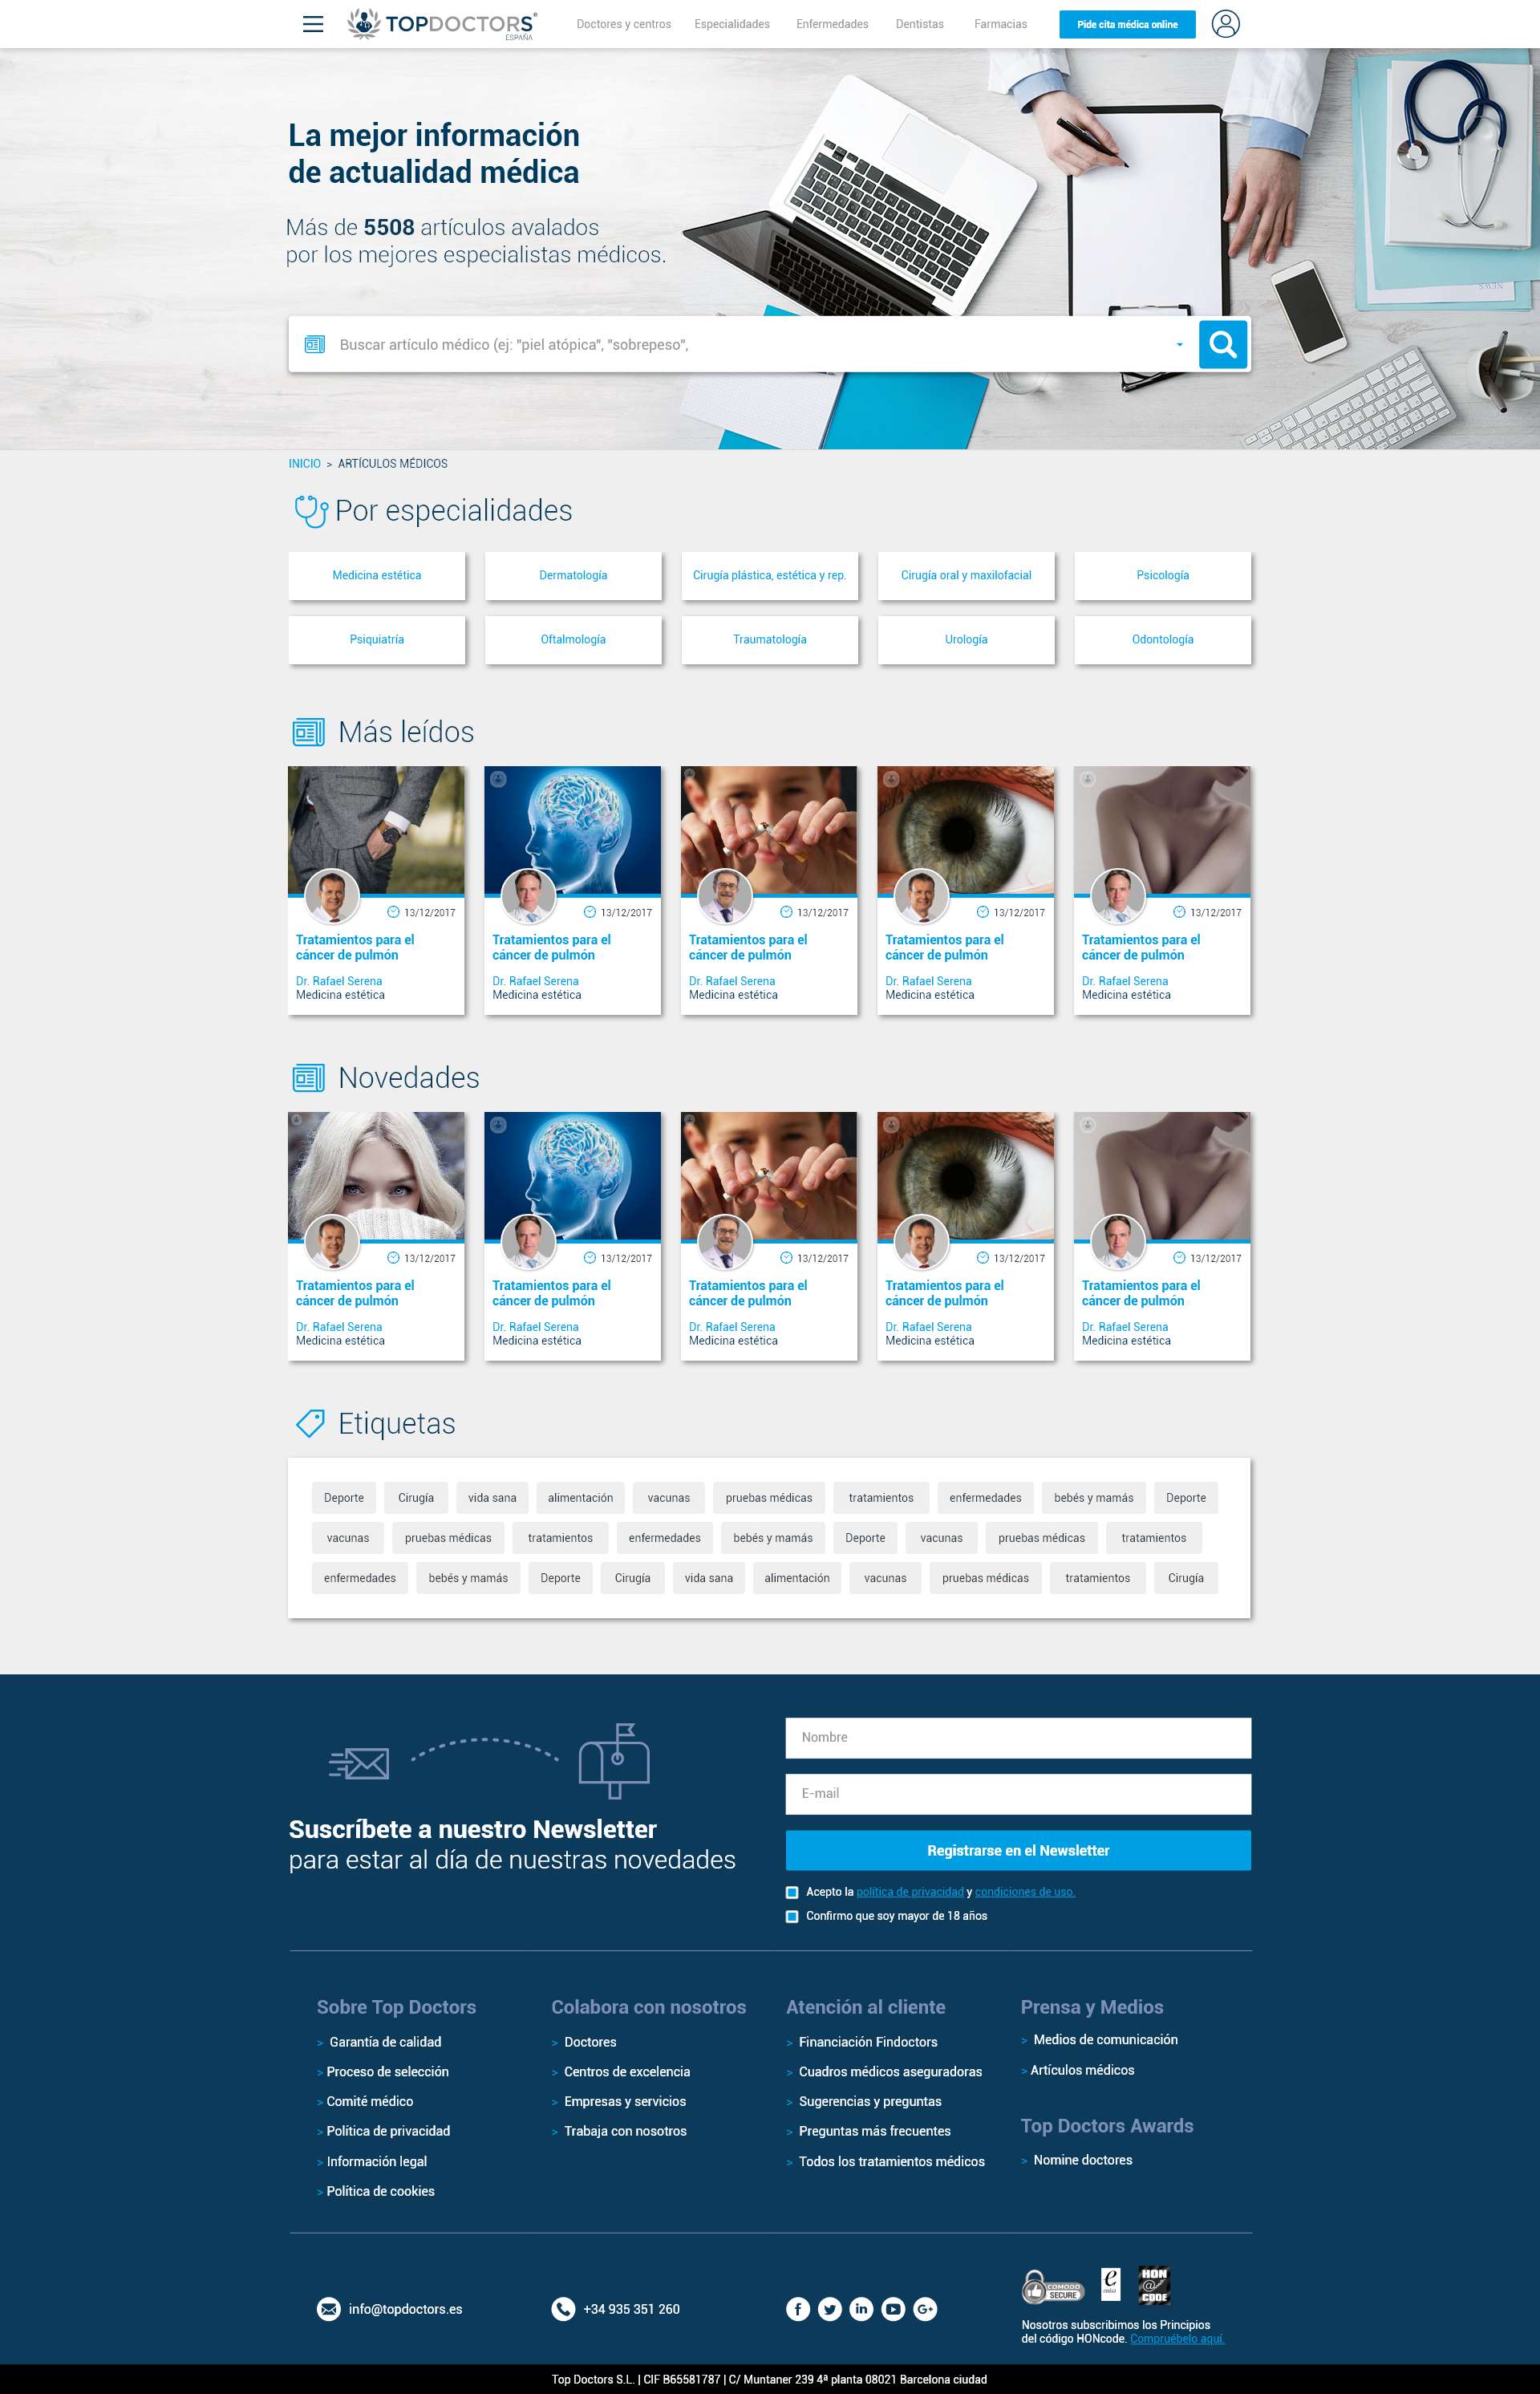 TOPDOCTORS®
ESPAÑA
Doctores y centros
Especialidades
Enfermedades
Dentistas
Farmacias
Pide cita médica online
La mejor información
de actualidad médica
Más de 5508 artículos avalados
por los mejores especialistas médicos.
Buscar artículo médico (ej: "piel atópica", "sobrepeso",
INICIO > ARTÍCULOS MÉDICOS
Por especialidades
Medicina estética
Dermatología
Cirugía plástica, estética y rep.
Cirugía oral y maxilofacial
Psicología
Psiquiatría
Oftalmología
Traumatología
Urología
Odontología
Más leídos
13/12/2017
Tratamientos para el
cáncer de pulmón
Dr. Rafael Serena
Medicina estética
13/12/2017
Tratamientos para el
cáncer de pulmón
Dr. Rafael Serena
Medicina estética
13/12/2017
Tratamientos para el
cáncer de pulmón
Dr. Rafael Serena
Medicina estética
13/12/2017
Tratamientos para el
cáncer de pulmón
Dr. Rafael Serena
Medicina estética
13/12/2017
Tratamientos para el
cáncer de pulmón
Dr. Rafael Serena
Medicina estética
Novedades
13/12/2017
Tratamientos para el
cáncer de pulmón
Dr. Rafael Serena
Medicina estética
13/12/2017
Tratamientos para el
cáncer de pulmón
Dr. Rafael Serena
Medicina estética
13/12/2017
Tratamientos para el
cáncer de pulmón
Dr. Rafael Serena
Medicina estética
13/12/2017
Tratamientos para el
cáncer de pulmón
Dr. Rafael Serena
Medicina estética
13/12/2017
Tratamientos para el
cáncer de pulmón
Dr. Rafael Serena
Medicina estética
Etiquetas
Deporte Cirugía vida sana alimentación vacunas pruebas médicas tratamientos enfermedades bebés y mamás Deporte
vacunas pruebas médicas tratamientos enfermedades bebés y mamás Deporte vacunas pruebas médicas tratamientos
enfermedades bebés y mamás Deporte Cirugía vida sana alimentación vacunas pruebas médicas tratamientos Cirugía
Suscríbete a nuestro Newsletter
para estar al día de nuestras novedades
Nombre
E-mail
Registrarse en el Newsletter
Acepto la política de privacidad y condiciones de uso.
Confirmo que soy mayor de 18 años
Sobre Top Doctors
> Garantía de calidad
> Proceso de selección
> Comité médico
> Política de privacidad
> Información legal
> Política de cookies
Colabora con nosotros
> Doctores
> Centros de excelencia
> Empresas y servicios
> Trabaja con nosotros
Atención al cliente
> Financiación Findoctors
> Cuadros médicos aseguradoras
> Sugerencias y preguntas
> Preguntas más frecuentes
> Todos los tratamientos médicos
Prensa y Medios
> Medios de comunicación
> Artículos médicos
Top Doctors Awards
> Nomine doctores
info@topdoctors.es
+34 935 351 260
f
in
G+
COMODO
SECURE
e
HON
@
CODE
Nosotros subscribimos los Principios
del código HONcode. Compruébelo aquí.
Top Doctors S.L. | CIF B65581787 | C/ Muntaner 239 4ª planta 08021 Barcelona ciudad